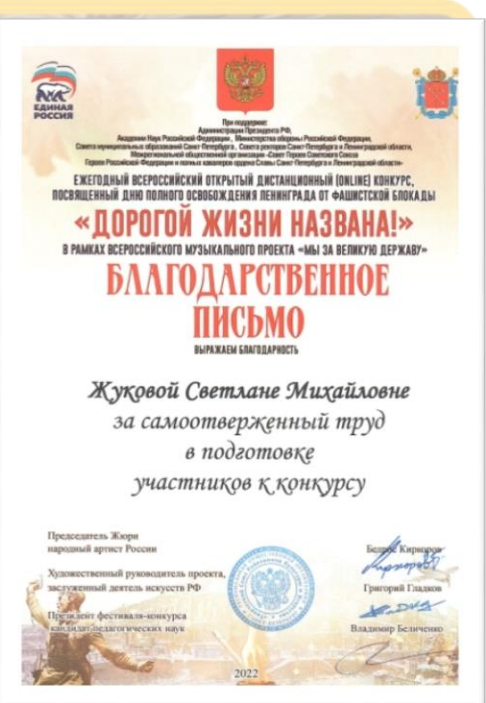 ЕДИНАЯ
РОССИЯ
При поддержке:
Администрации Президента РФ,
Академии Наук Российской Федерации, Министерства обороны Российской Федерации,
Совета муниципальных образований Санкт-Петербурга, Совета ректоров Санкт-Петербурга и Ленинградской области,
Межрегиональной общественной организации «Совет Героев Советского Союза
Героев Российской Федерации и полных кавалеров ордена Славы Санкт-Петербурга и Ленинградской области»
ЕЖЕГОДНЫЙ ВСЕРОССИЙСКИЙ ОТКРЫТЫЙ ДИСТАНЦИОННЫЙ (ONLINE) КОНКУРС,
ПОСВЯЩЕННЫЙ ДНЮ ПОЛНОГО ОСВОБОЖДЕНИЯ ЛЕНИНГРАДА ОТ ФАШИСТСКОЙ БЛОКАДЫ
«ДОРОГОЙ ЖИЗНИ НАЗВАНА!»
В РАМКАХ ВСЕРОССИЙСКОГО МУЗЫКАЛЬНОГО ПРОЕКТА «МЫ ЗА ВЕЛИКУЮ ДЕРЖАВУ»
БЛАГОДАРСТВЕННОЕ
ПИСЬМО
ВЫРАЖАЕМ БЛАГОДАРНОСТЬ
Жуковой Светлане Михайловне
за самоотверженный труд
в подготовке
участников к конкурсу
Председатель Жюри
народный артист России
Бедрос Киркоров
Художественный руководитель проекта,
заслуженный деятель искусств РФ
Григорий Гладков
Президент фестиваля-конкурса
кандидат педагогических наук
Владимир Беличенко
2022